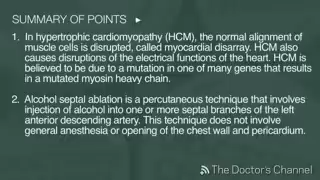 SUMMARY OF POINTS
1. In hypertrophic cardiomyopathy (HCM), the normal alignment of
muscle cells is disrupted, called myocardial disarray. HCM also
causes disruptions of the electrical functions of the heart. HCM is
believed to be due to a mutation in one of many genes that results
in a mutated myosin heavy chain.
2. Alcohol septal ablation is a percutaneous technique that involves
injection of alcohol into one or more septal branches of the left
anterior descending artery. This technique does not involve
general anesthesia or opening of the chest wall and pericardium.
The Doctor's Channel